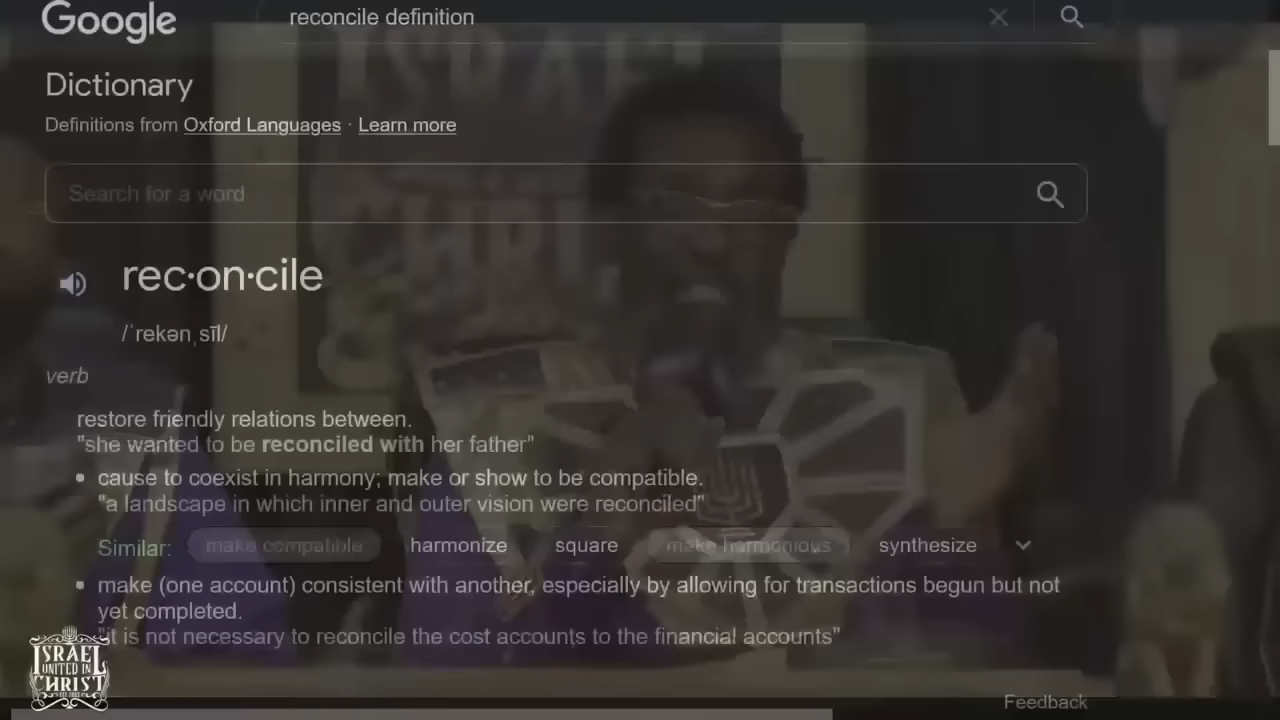 Google
reconcile definition
Dictionary
Definitions from Oxford Languages · Learn more
Search for a word
rec·on·cile
/ˈrekənˌsīl/
verb
restore friendly relations between.
"she wanted to be reconciled with her father"
• cause to coexist in harmony; make or show to be compatible.
"a landscape in which inner and outer vision were reconciled"
Similar: make compatible harmonize square make harmonious synthesize
• make (one account) consistent with another, especially by allowing for transactions begun but not
yet completed.
"it is not necessary to reconcile the cost accounts to the financial accounts"
ISRAEL
UNITED IN
CHRIST
Feedback